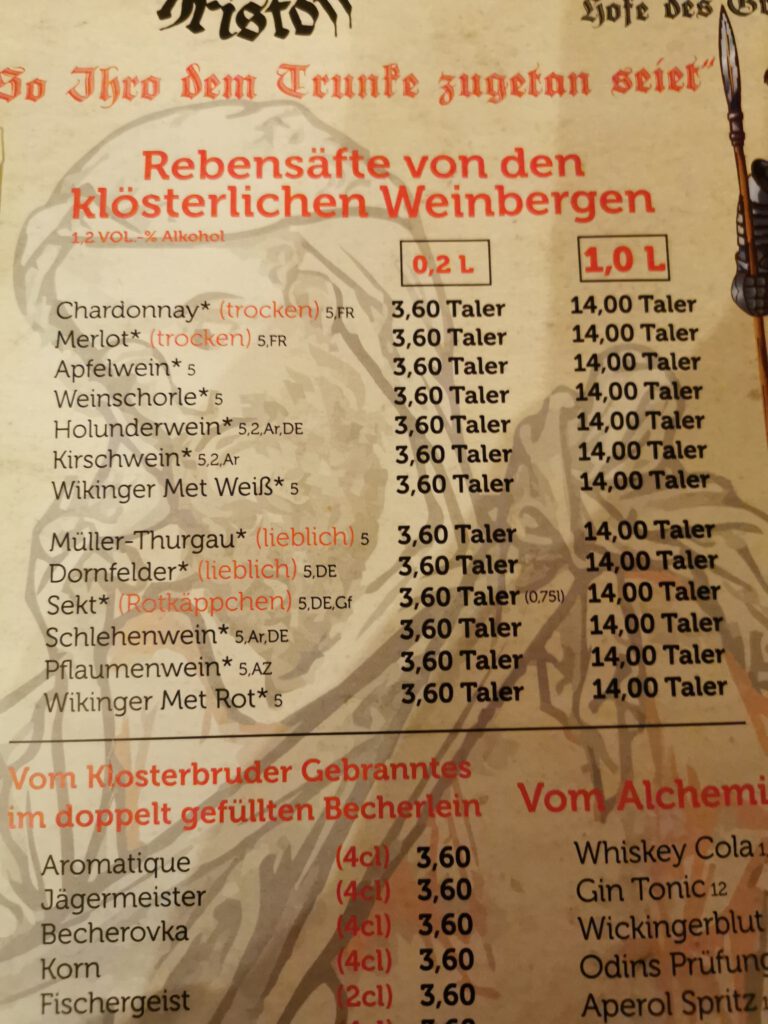 Hofe des
So Ihro dem Trunke zugetan seiet"
Rebensäfte von den
klösterlichen Weinbergen
1,2 VOL.-% Alkohol
0,2 L 1,0 L
Chardonnay* (trocken) 5,FR 3,60 Taler 14,00 Taler
Merlot* (trocken) 5,FR 3,60 Taler 14,00 Taler
Apfelwein* 5 3,60 Taler 14,00 Taler
Weinschorle* 5 3,60 Taler 14,00 Taler
Holunderwein* 5,2,Ar,DE 3,60 Taler 14,00 Taler
Kirschwein* 5,2,Ar 3,60 Taler 14,00 Taler
Wikinger Met Weiß* 5 3,60 Taler 14,00 Taler
Müller-Thurgau* (lieblich) 5 3,60 Taler 14,00 Taler
Dornfelder* (lieblich) 5,DE 3,60 Taler 14,00 Taler
Sekt* (Rotkäppchen) 5,DE,Gf 3,60 Taler (0,75l) 14,00 Taler
Schlehenwein* 5,Ar,DE 3,60 Taler 14,00 Taler
Pflaumenwein* 5,AZ 3,60 Taler 14,00 Taler
Wikinger Met Rot* 5 3,60 Taler 14,00 Taler
Vom Klosterbruder Gebranntes
im doppelt gefüllten Becherlein
Aromatique (4cl) 3,60
Jägermeister (4cl) 3,60
Becherovka (4cl) 3,60
Korn (4cl) 3,60
Fischergeist (2cl) 3,60
Vom Alchemi
Whiskey Cola
Gin Tonic 12
Wickingerblut
Odins Prüfung
Aperol Spritz